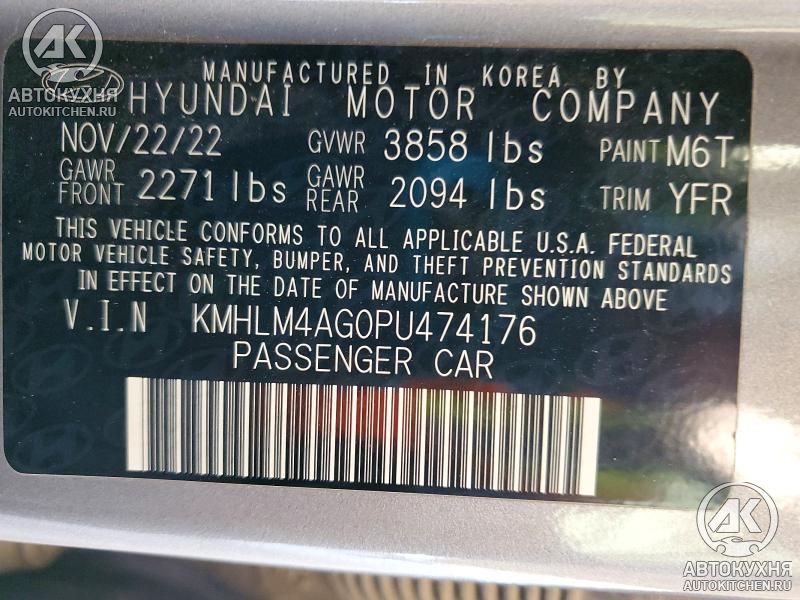 AK
АВТОКУХНЯ
AUTOKITCHEN.RU
MANUFACTURED IN KOREA BY
HYUNDAI MOTOR COMPANY
NOV/22/22 GVWR 3858 lbs PAINT M6T
GAWR FRONT 2271 lbs GAWR REAR 2094 lbs TRIM YFR
THIS VEHICLE CONFORMS TO ALL APPLICABLE U.S.A. FEDERAL
MOTOR VEHICLE SAFETY, BUMPER, AND THEFT PREVENTION STANDARDS
IN EFFECT ON THE DATE OF MANUFACTURE SHOWN ABOVE
V.I.N KMHLM4AG0PU474176
PASSENGER CAR
AK
АВТОКУХНЯ
AUTOKITCHEN.RU